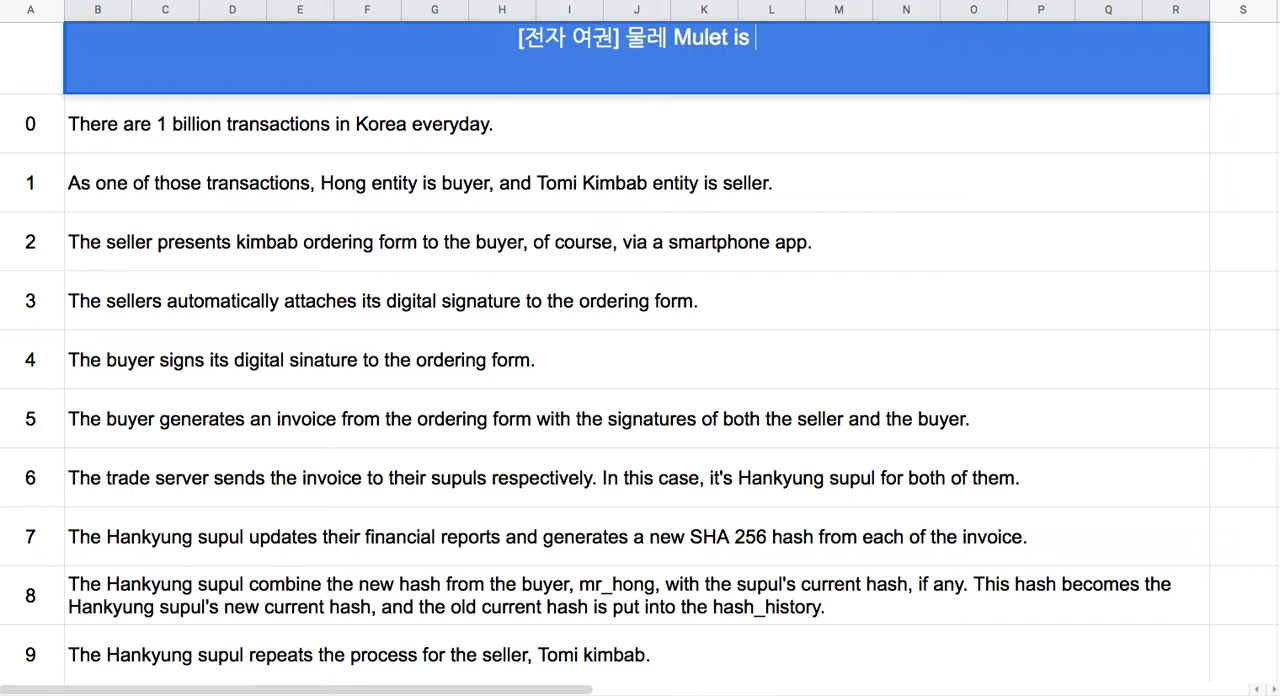 A B C D E F G H I J K L M N O P Q R S
[전자 여권] 물레 Mulet is
0 There are 1 billion transactions in Korea everyday.
1 As one of those transactions, Hong entity is buyer, and Tomi Kimbab entity is seller.
2 The seller presents kimbab ordering form to the buyer, of course, via a smartphone app.
3 The sellers automatically attaches its digital signature to the ordering form.
4 The buyer signs its digital sinature to the ordering form.
5 The buyer generates an invoice from the ordering form with the signatures of both the seller and the buyer.
6 The trade server sends the invoice to their supuls respectively. In this case, it's Hankyung supul for both of them.
7 The Hankyung supul updates their financial reports and generates a new SHA 256 hash from each of the invoice.
8 The Hankyung supul combine the new hash from the buyer, mr_hong, with the supul's current hash, if any. This hash becomes the
Hankyung supul's new current hash, and the old current hash is put into the hash_history.
9 The Hankyung supul repeats the process for the seller, Tomi kimbab.